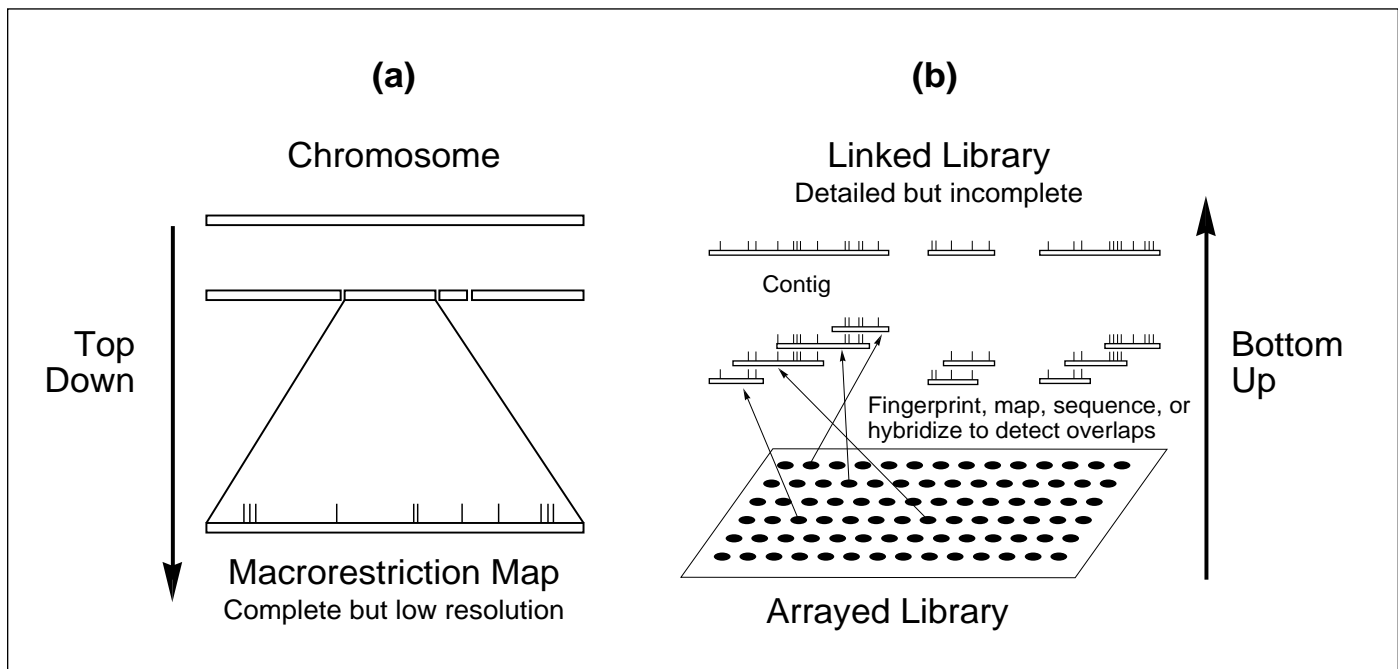 (a)
Chromosome
Top
Down
Macrorestriction Map
Complete but low resolution
(b)
Linked Library
Detailed but incomplete
Contig
Fingerprint, map, sequence, or
hybridize to detect overlaps
Arrayed Library
Bottom
Up